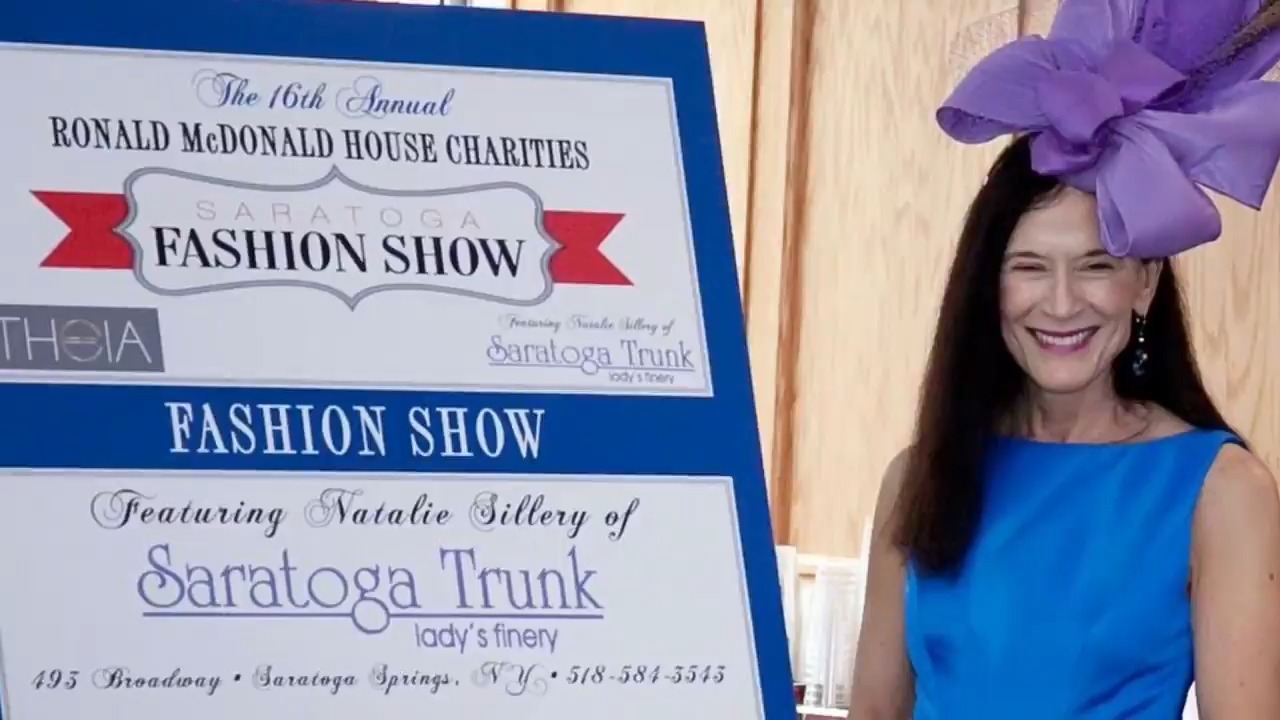 The 16th Annual
RONALD McDONALD HOUSE CHARITIES
SARATOGA
FASHION SHOW
THEIA
Featuring Natalie Sillery of
Saratoga Trunk
lady's finery
FASHION SHOW
Featuring Natalie Sillery of
Saratoga Trunk
lady's finery
493 Broadway • Saratoga Springs, NY • 518-584-3543